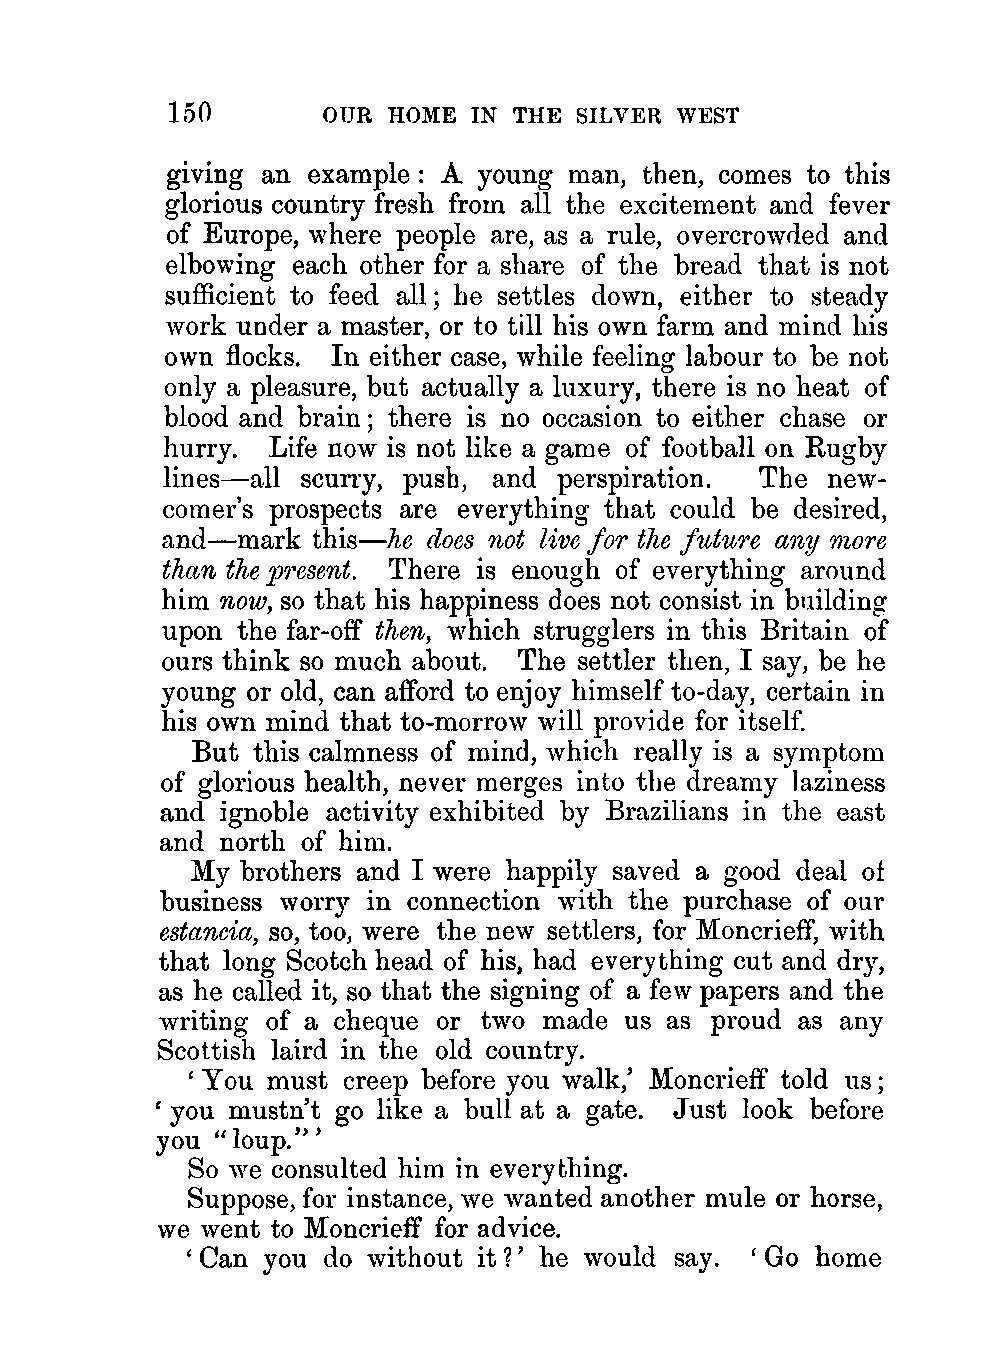 150 OUR HOME IN THE SILVER WEST
giving an example : A young man, then, comes to this
glorious country fresh from all the excitement and fever
of Europe, where people are, as a rule, overcrowded and
elbowing each other for a share of the bread that is not
sufficient to feed all ; he settles down, either to steady
work under a master, or to till his own farm and mind his
own flocks. In either case, while feeling labour to be not
only a pleasure, but actually a luxury, there is no heat of
blood and brain ; there is no occasion to either chase or
hurry. Life now is not like a game of football on Rugby
lines—all scurry, push, and perspiration. The new-
comer's prospects are everything that could be desired,
and—mark this—he does not live for the future any more
than the present. There is enough of everything around
him now, so that his happiness does not consist in building
upon the far-off then, which strugglers in this Britain of
ours think so much about. The settler then, I say, be he
young or old, can afford to enjoy himself to-day, certain in
his own mind that to-morrow will provide for itself.
But this calmness of mind, which really is a symptom
of glorious health, never merges into the dreamy laziness
and ignoble activity exhibited by Brazilians in the east
and north of him.
My brothers and I were happily saved a good deal of
business worry in connection with the purchase of our
estancia, so, too, were the new settlers, for Moncrieff, with
that long Scotch head of his, had everything cut and dry,
as he called it, so that the signing of a few papers and the
writing of a cheque or two made us as proud as any
Scottish laird in the old country.
‘ You must creep before you walk,’ Moncrieff told us ;
‘ you mustn’t go like a bull at a gate. Just look before
you “ loup.” ’
So we consulted him in everything.
Suppose, for instance, we wanted another mule or horse,
we went to Moncrieff for advice.
‘ Can you do without it ? ’ he would say. ‘ Go home